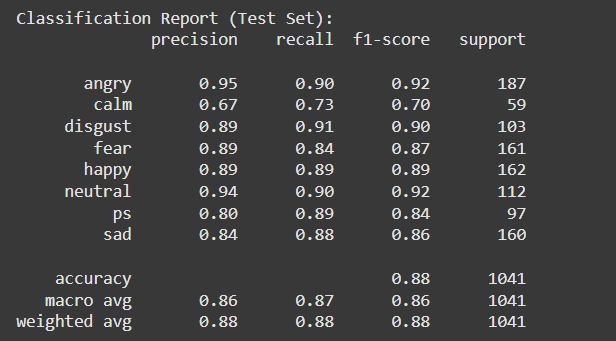 Classification Report (Test Set):
precision recall f1-score support
angry 0.95 0.90 0.92 187
calm 0.67 0.73 0.70 59
disgust 0.89 0.91 0.90 103
fear 0.89 0.84 0.87 161
happy 0.89 0.89 0.89 162
neutral 0.94 0.90 0.92 112
ps 0.80 0.89 0.84 97
sad 0.84 0.88 0.86 160
accuracy 0.88 1041
macro avg 0.86 0.87 0.86 1041
weighted avg 0.88 0.88 0.88 1041